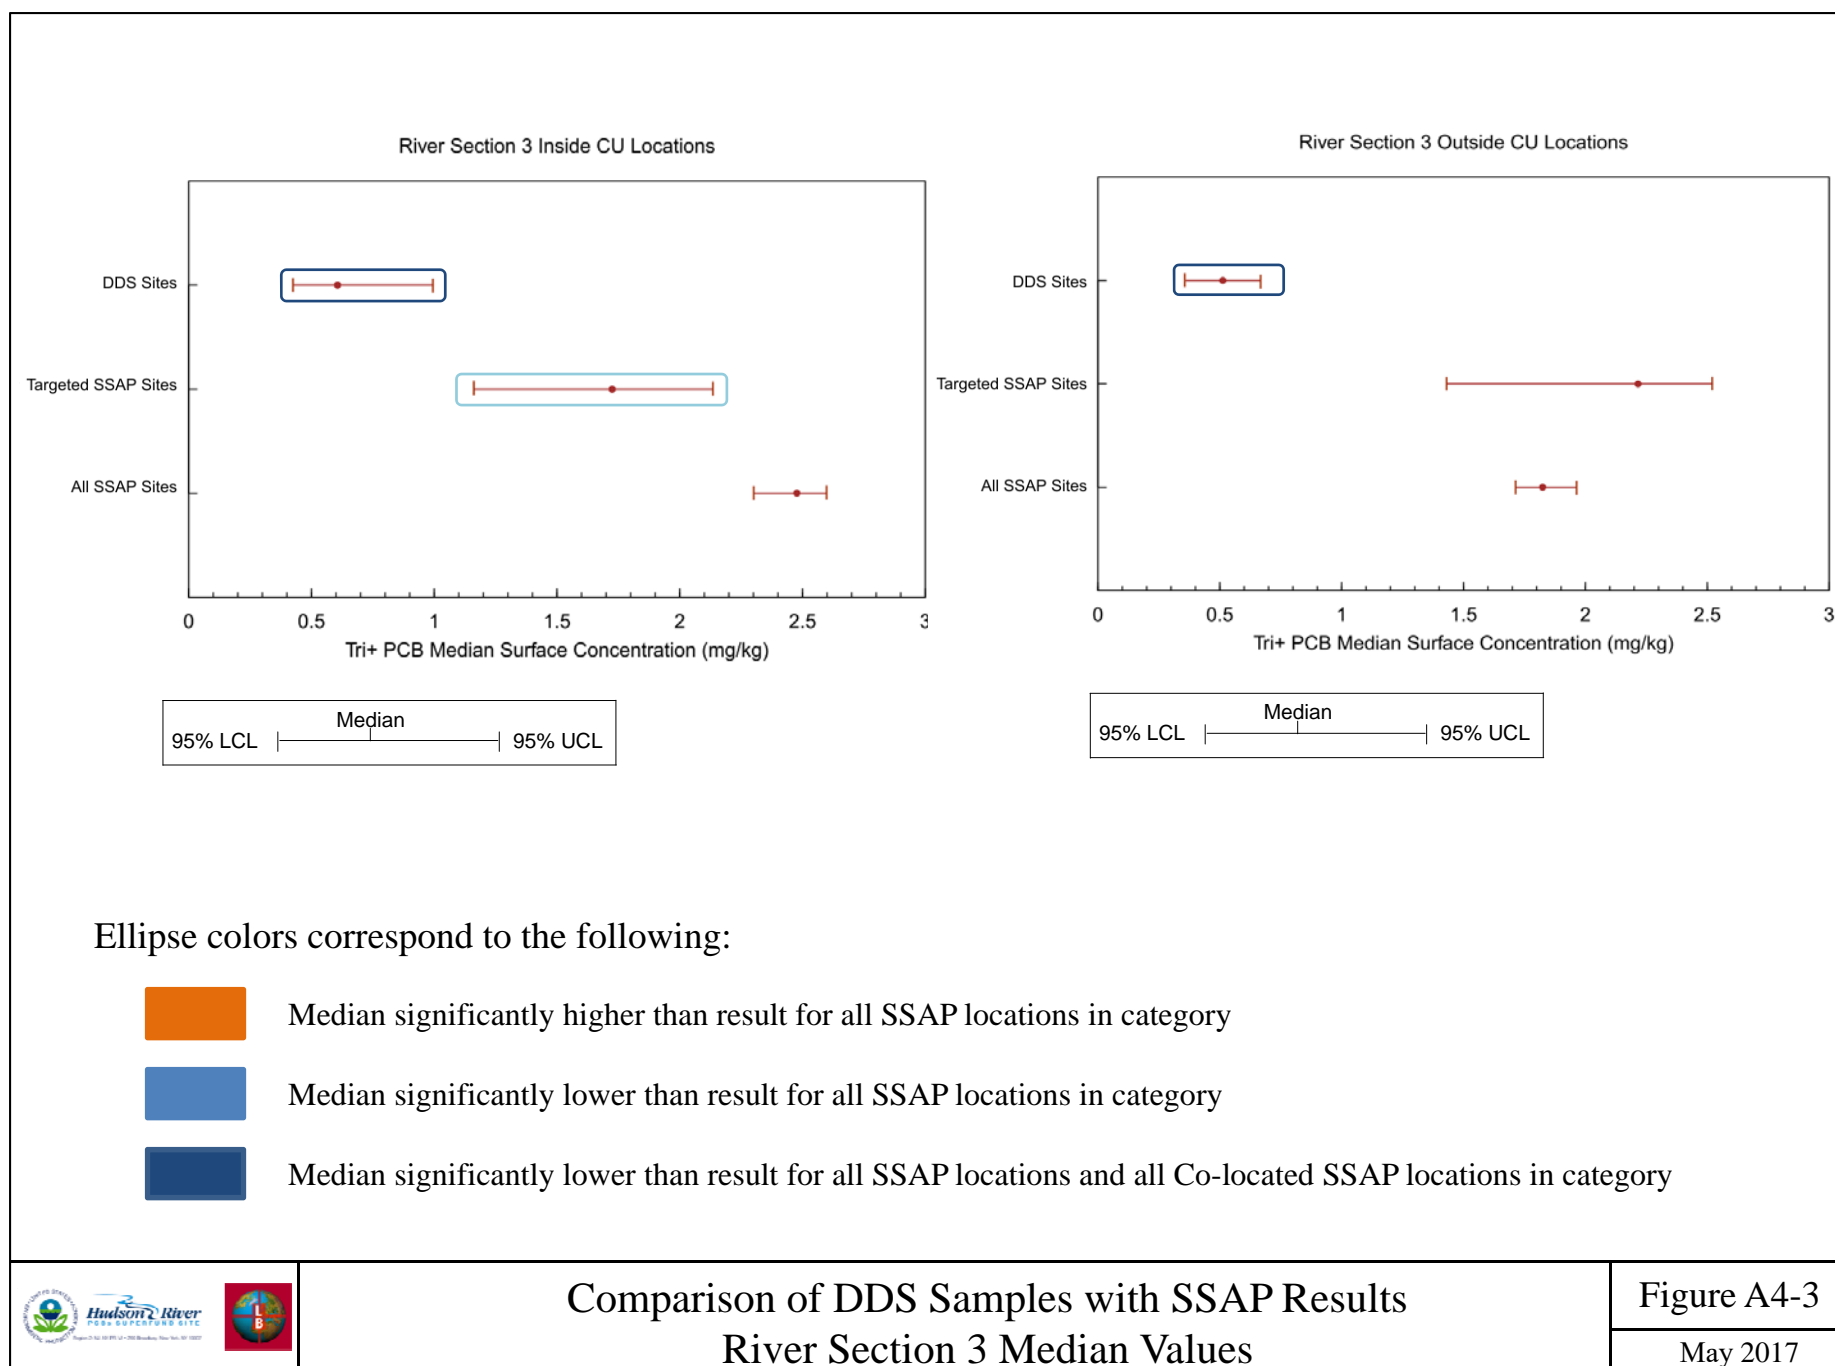 River Section 3 Inside CU Locations
DDS Sites
Targeted SSAP Sites
All SSAP Sites
0 0.5 1 1.5 2 2.5 3
Tri+ PCB Median Surface Concentration (mg/kg)
Median
95% LCL 95% UCL
River Section 3 Outside CU Locations
DDS Sites
Targeted SSAP Sites
All SSAP Sites
0 0.5 1 1.5 2 2.5 3
Tri+ PCB Median Surface Concentration (mg/kg)
Median
95% LCL 95% UCL
Ellipse colors correspond to the following:
Median significantly higher than result for all SSAP locations in category
Median significantly lower than result for all SSAP locations in category
Median significantly lower than result for all SSAP locations and all Co-located SSAP locations in category
Hudson River
PCBs SUPERFUND SITE
L
B
Comparison of DDS Samples with SSAP Results
River Section 3 Median Values
Figure A4-3
May 2017